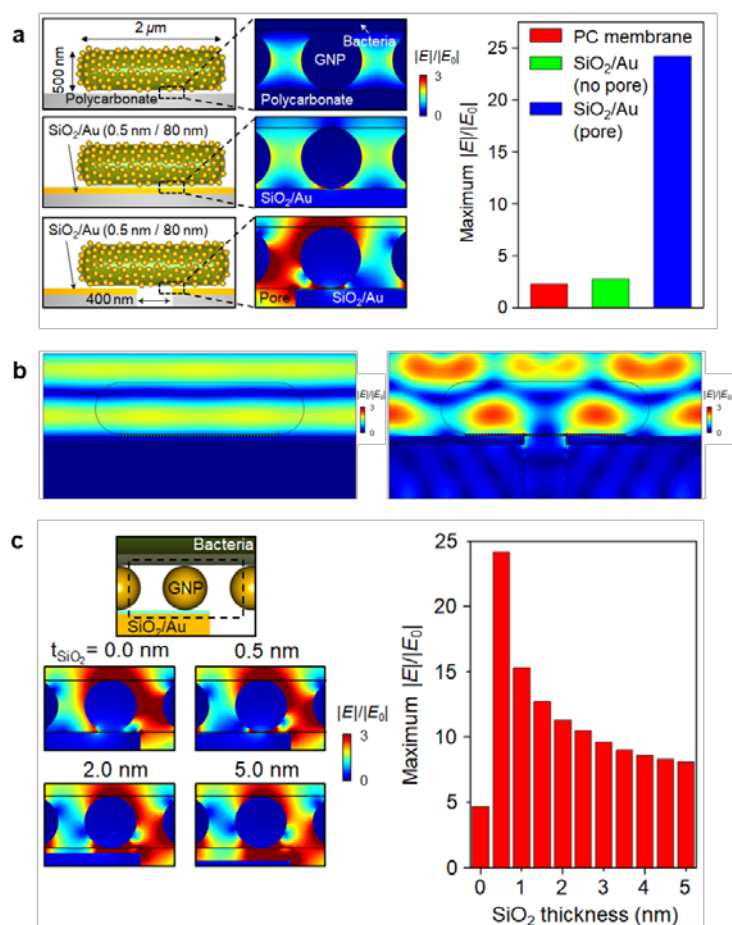 a
2 µm
500 nm
Polycarbonate
Bacteria
GNP
Polycarbonate
|E|/|E0|
3
0
SiO2/Au (0.5 nm / 80 nm)
SiO2/Au
SiO2/Au (0.5 nm / 80 nm)
400 nm
Pore
SiO2/Au
Maximum |E|/|E0|
25
20
15
10
5
0
PC membrane
SiO2/Au
(no pore)
SiO2/Au
(pore)
b
|E|/|E0|
3
0
|E|/|E0|
3
0
c
Bacteria
GNP
SiO2/Au
tSiO2= 0.0 nm
0.5 nm
2.0 nm
5.0 nm
|E|/|E0|
3
0
Maximum |E|/|E0|
25
20
15
10
5
0
0 1 2 3 4 5
SiO2 thickness (nm)